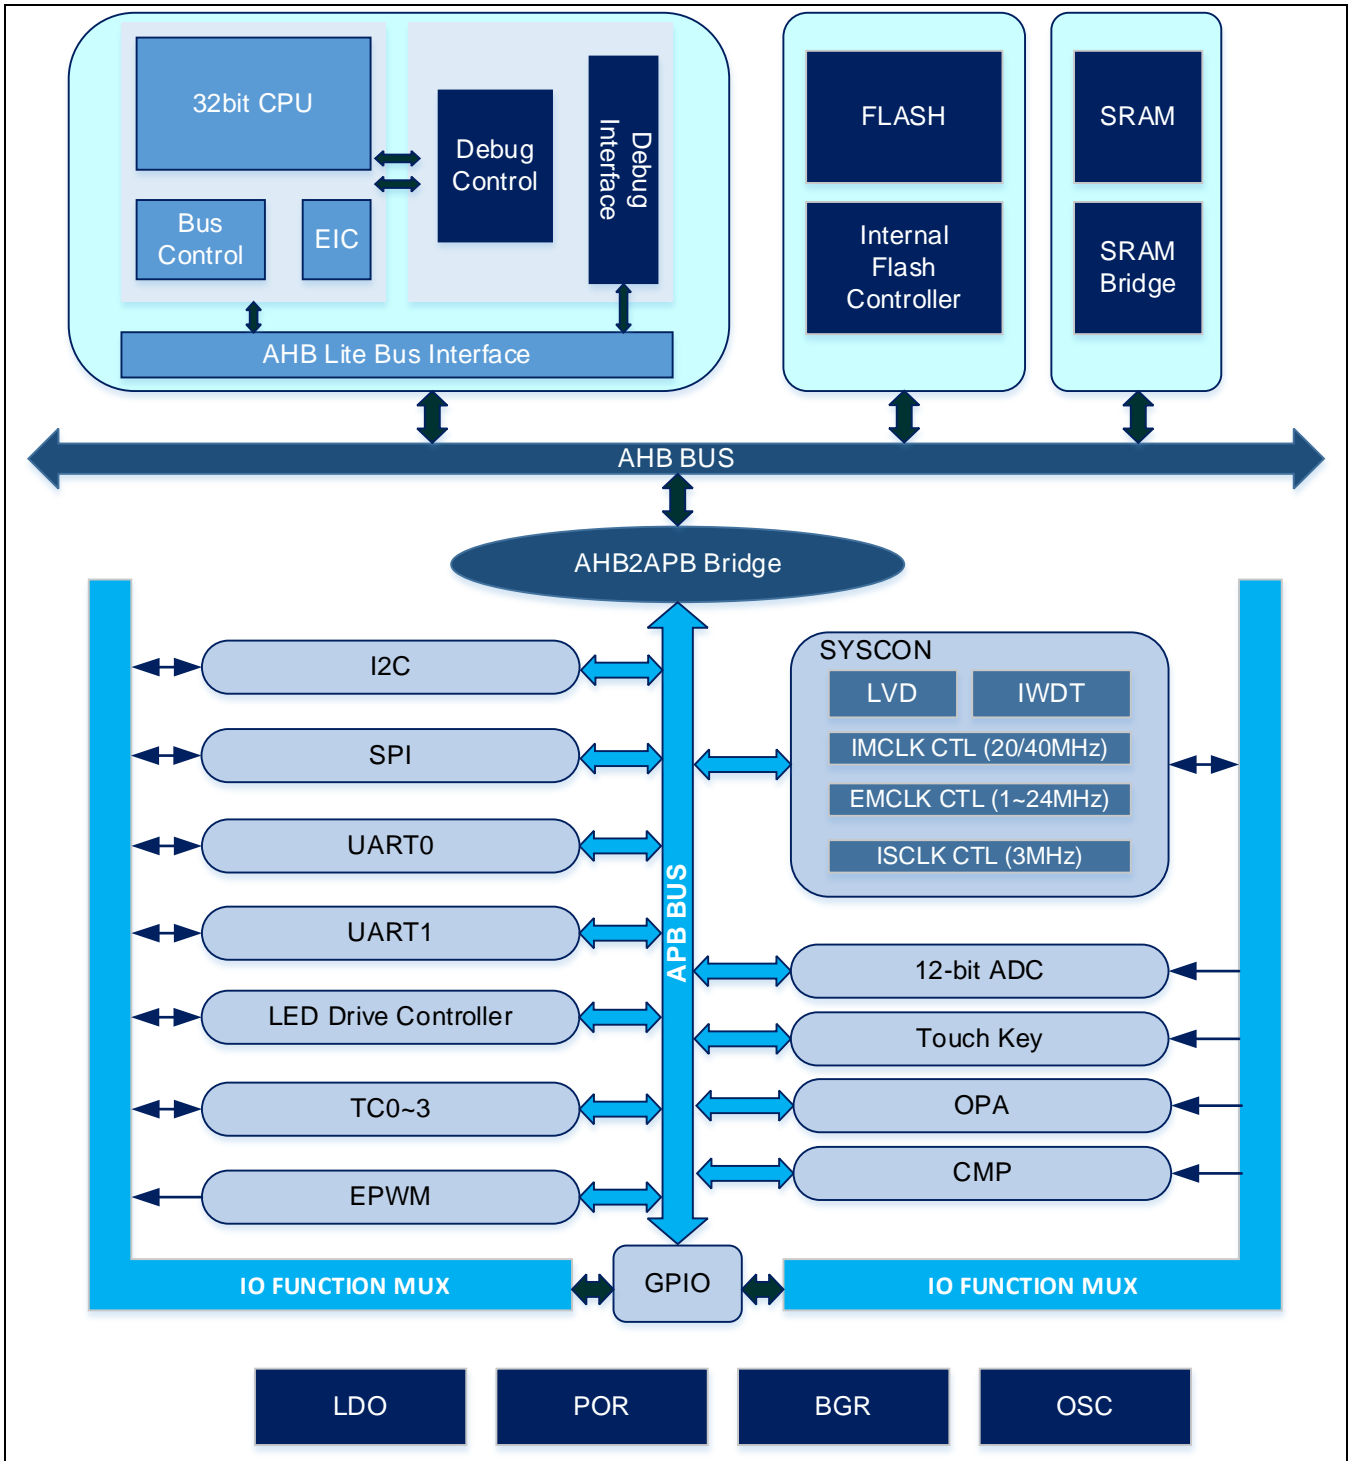 32bit CPU
Bus
Control
EIC
Debug
Control
Debug
Interface
AHB Lite Bus Interface
FLASH
Internal
Flash
Controller
SRAM
SRAM
Bridge
AHB BUS
AHB2APB Bridge
I2C
SPI
UART0
UART1
LED Drive Controller
TC0~3
EPWM
APB BUS
SYSCON
LVD
IWDT
IMCLK CTL (20/40MHz)
EMCLK CTL (1~24MHz)
ISCLK CTL (3MHz)
12-bit ADC
Touch Key
OPA
CMP
IO FUNCTION MUX
GPIO
IO FUNCTION MUX
LDO
POR
BGR
OSC